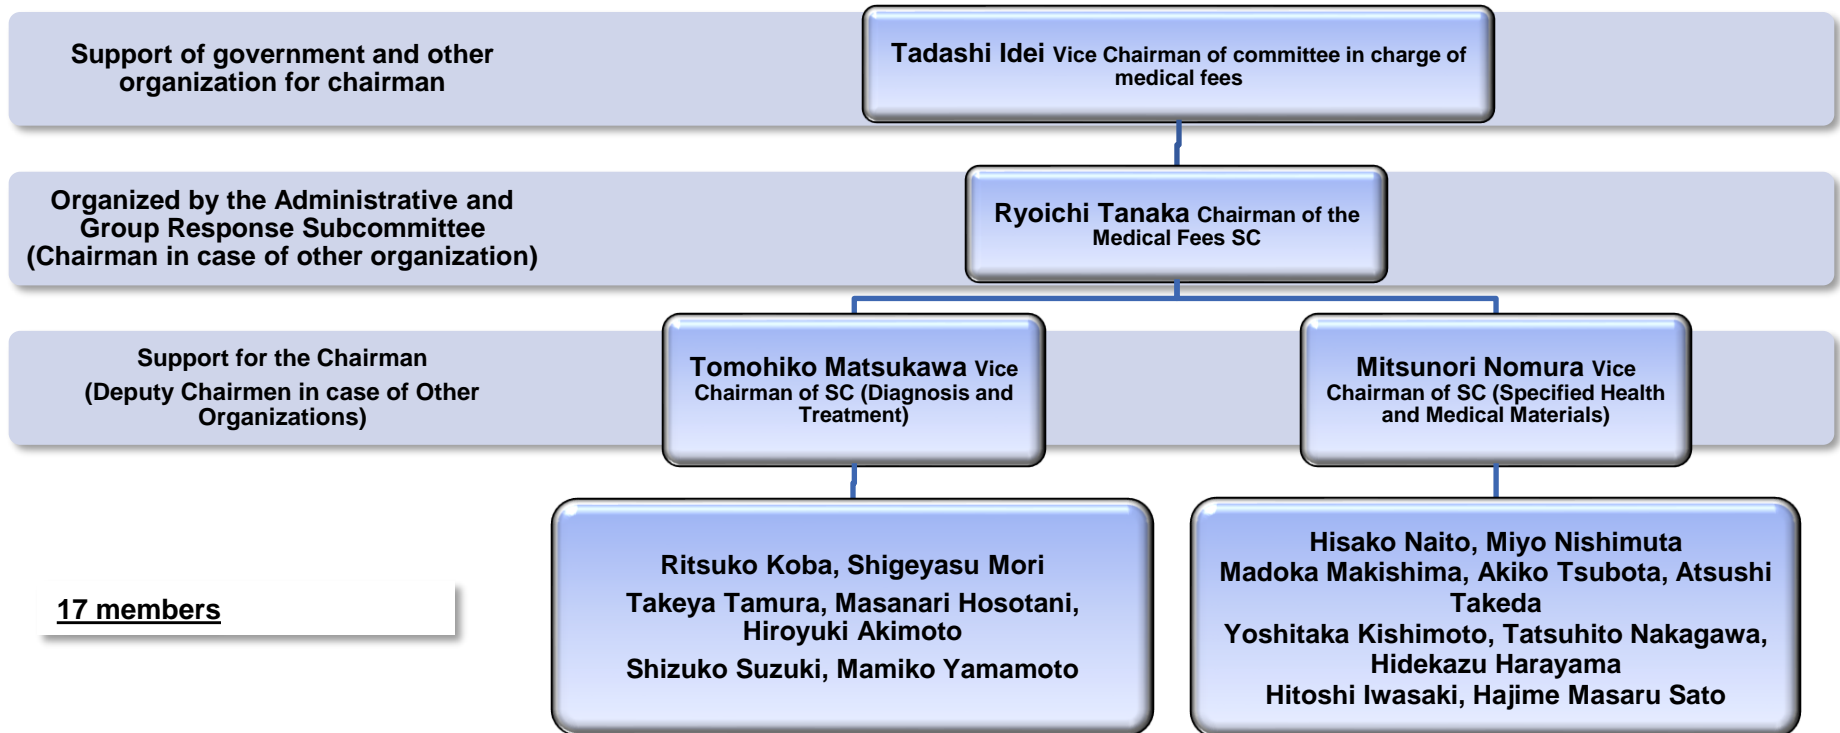 Support of government and other
organization for chairman
Tadashi Idei Vice Chairman of committee in charge of
medical fees
Organized by the Administrative and
Group Response Subcommittee
(Chairman in case of other organization)
Ryoichi Tanaka Chairman of the
Medical Fees SC
Support for the Chairman
(Deputy Chairmen in case of Other
Organizations)
Tomohiko Matsukawa Vice
Chairman of SC (Diagnosis and
Treatment)
Mitsunori Nomura Vice
Chairman of SC (Specified Health
and Medical Materials)
17 members
Ritsuko Koba, Shigeyasu Mori
Takeya Tamura, Masanari Hosotani,
Hiroyuki Akimoto
Shizuko Suzuki, Mamiko Yamamoto
Hisako Naito, Miyo Nishimuta
Madoka Makishima, Akiko Tsubota, Atsushi
Takeda
Yoshitaka Kishimoto, Tatsuhito Nakagawa,
Hidekazu Harayama
Hitoshi Iwasaki, Hajime Masaru Sato